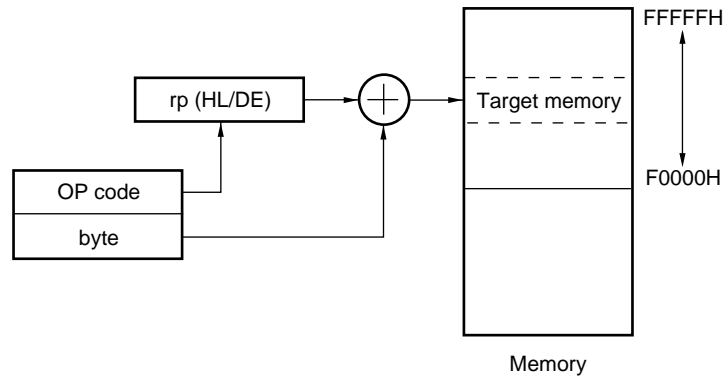 FFFFFH
rp (HL/DE)
Target memory
OP code
F0000H
byte
Memory